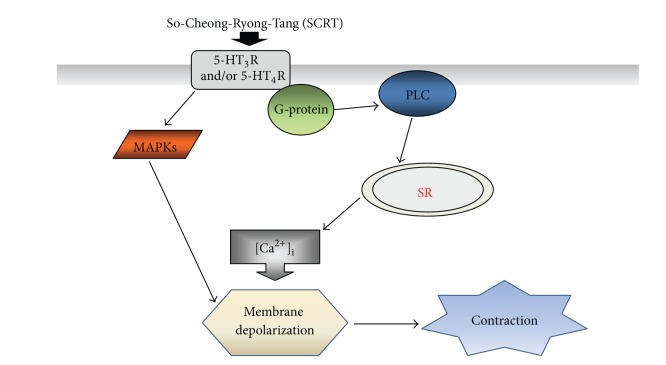 So-Cheong-Ryong-Tang (SCRT)
5-HT₃R
and/or 5-HT₄R
G-protein
PLC
MAPKs
SR
[Ca²⁺]ᵢ
Membrane
depolarization
Contraction